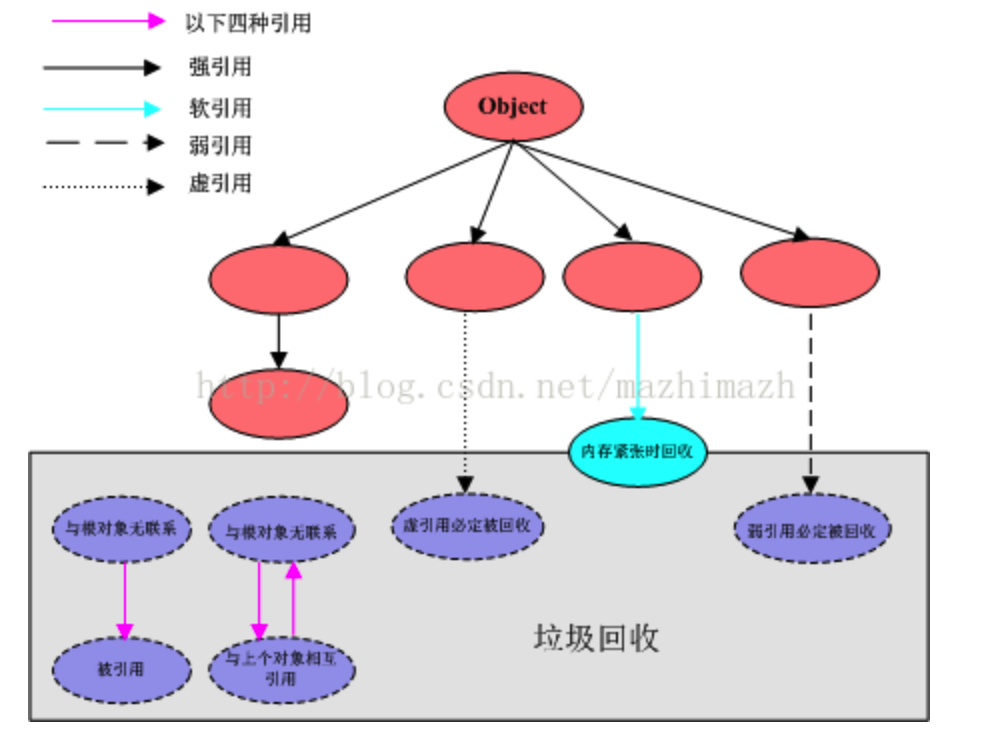 以下四种引用
强引用
软引用
弱引用
虚引用
Object
http://blog.csdn.net/mazhimazh
内存紧张时回收
与根对象无联系
与根对象无联系
虚引用必定被回收
弱引用必定被回收
垃圾回收
被引用
与上个对象相互
引用